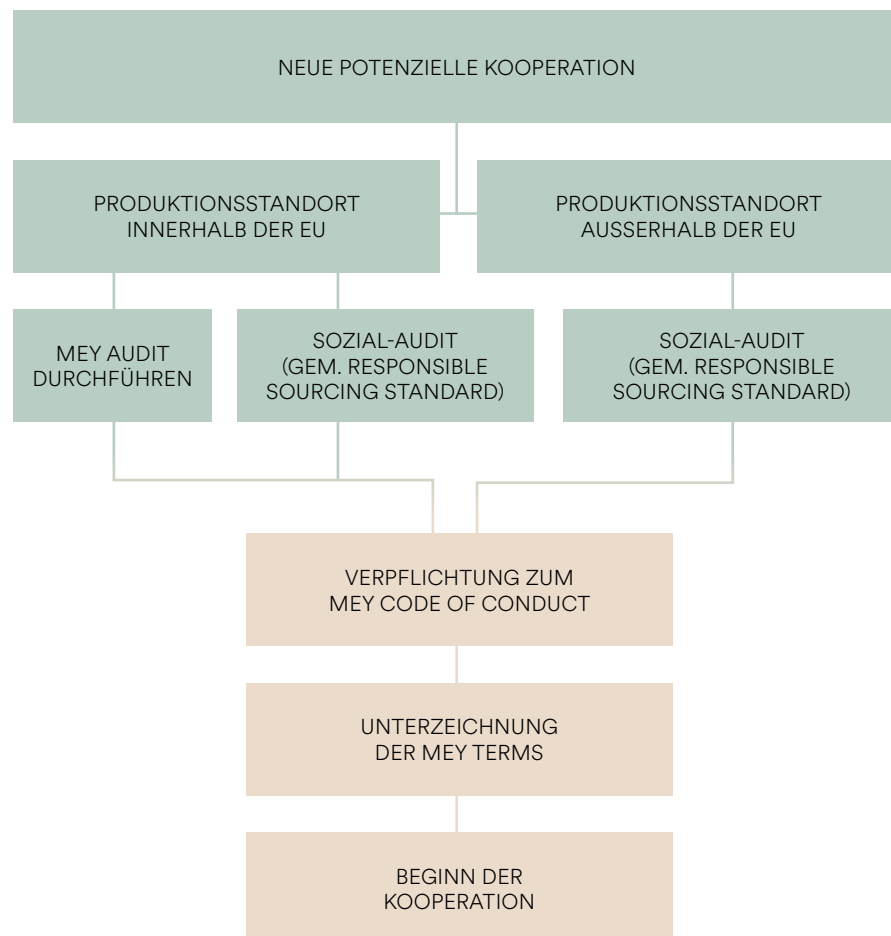 NEUE POTENZIELLE KOOPERATION
PRODUKTIONSSTANDORT
INNERHALB DER EU
PRODUKTIONSSTANDORT
AUSSERHALB DER EU
MEY AUDIT
DURCHFÜHREN
SOZIAL-AUDIT
(GEM. RESPONSIBLE
SOURCING STANDARD)
SOZIAL-AUDIT
(GEM. RESPONSIBLE
SOURCING STANDARD)
VERPFLICHTUNG ZUM
MEY CODE OF CONDUCT
UNTERZEICHNUNG
DER MEY TERMS
BEGINN DER
KOOPERATION